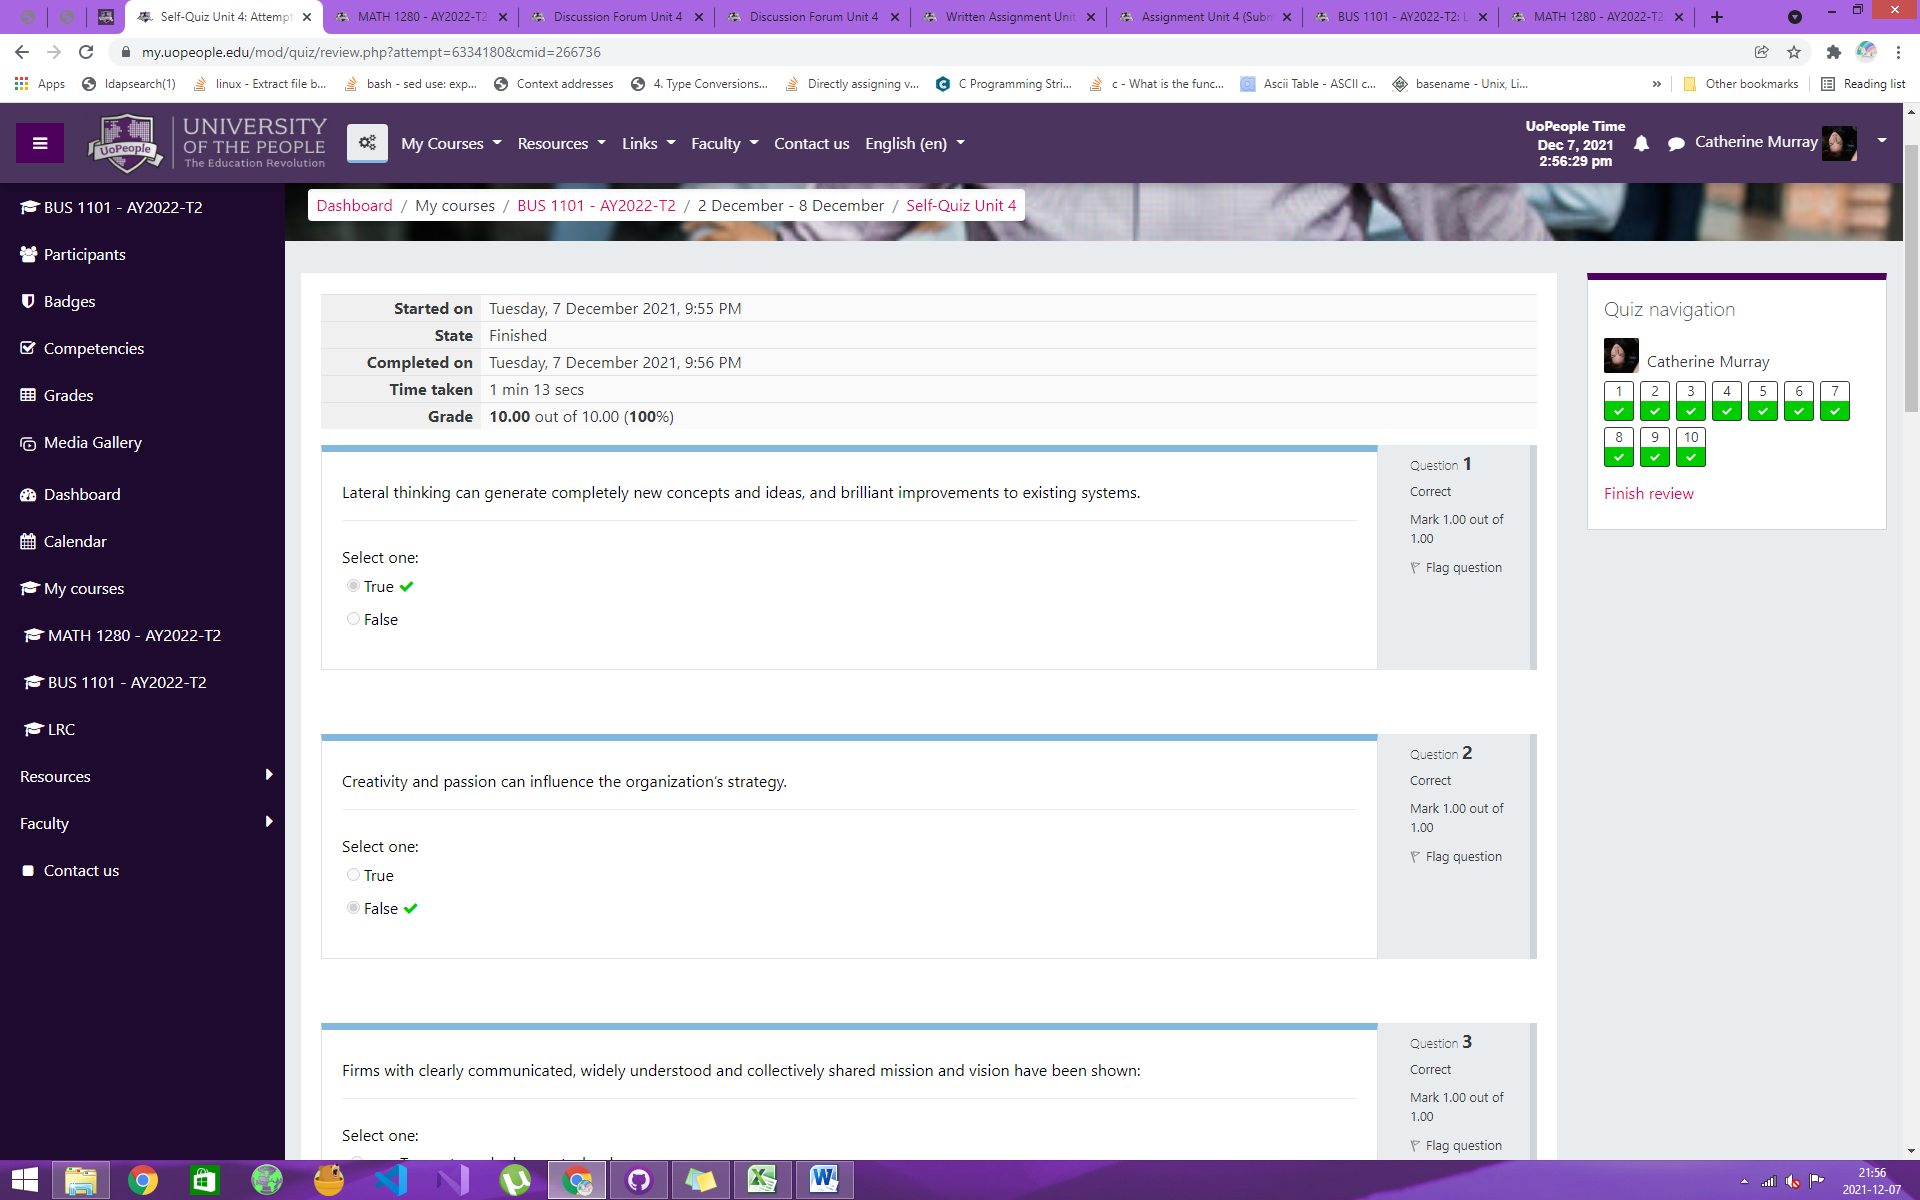 Self-Quiz Unit 4: Attempt
MATH 1280 - AY2022-T2
Discussion Forum Unit 4
Discussion Forum Unit 4
Written Assignment Unit
Assignment Unit 4 (Subm
BUS 1101 - AY2022-T2: L
MATH 1280 - AY2022-T2
my.uopeople.edu/mod/quiz/review.php?attempt=6334180&cmid=266736
Apps
ldapsearch(1)
linux - Extract file b...
bash - sed use: exp...
Context addresses
4. Type Conversions...
Directly assigning v...
C Programming Stri...
c - What is the func...
Ascii Table - ASCII c...
basename - Unix, Li...
»
Other bookmarks
Reading list
UoPeople
UNIVERSITY
OF THE PEOPLE
The Education Revolution
My Courses
Resources
Links
Faculty
Contact us
English (en)
UoPeople Time
Dec 7, 2021
2:56:29 pm
Catherine Murray
BUS 1101 - AY2022-T2
Participants
Badges
Competencies
Grades
Media Gallery
Dashboard
Calendar
My courses
MATH 1280 - AY2022-T2
BUS 1101 - AY2022-T2
LRC
Resources
Faculty
Contact us
Dashboard / My courses / BUS 1101 - AY2022-T2 / 2 December - 8 December / Self-Quiz Unit 4
Started on Tuesday, 7 December 2021, 9:55 PM
State Finished
Completed on Tuesday, 7 December 2021, 9:56 PM
Time taken 1 min 13 secs
Grade 10.00 out of 10.00 (100%)
Lateral thinking can generate completely new concepts and ideas, and brilliant improvements to existing systems.
Select one:
True
False
Question 1
Correct
Mark 1.00 out of
1.00
Flag question
Creativity and passion can influence the organization's strategy.
Select one:
True
False
Question 2
Correct
Mark 1.00 out of
1.00
Flag question
Firms with clearly communicated, widely understood and collectively shared mission and vision have been shown:
Select one:
Question 3
Correct
Mark 1.00 out of
1.00
Flag question
Quiz navigation
Catherine Murray
1 2 3 4 5 6 7
8 9 10
Finish review
21:56
2021-12-07